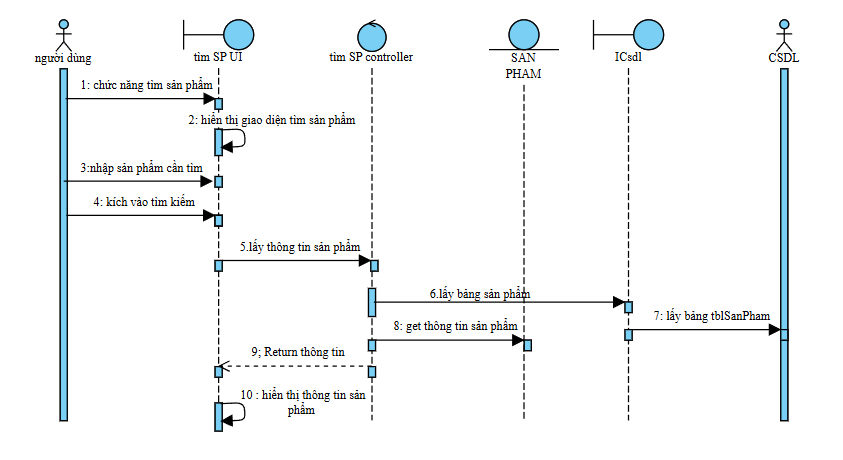 người dùng
tìm SP UI
tìm SP controller
SAN
PHAM
ICsdl
CSDL
1: chức năng tìm sản phẩm
2: hiển thị giao diện tìm sản phẩm
3:nhập sản phẩm cần tìm
4: kích vào tìm kiếm
5.lấy thông tin sản phẩm
6.lấy bảng sản phẩm
7: lấy bảng tblSanPham
8: get thông tin sản phẩm
9; Return thông tin
10 : hiển thị thông tin sản
phẩm